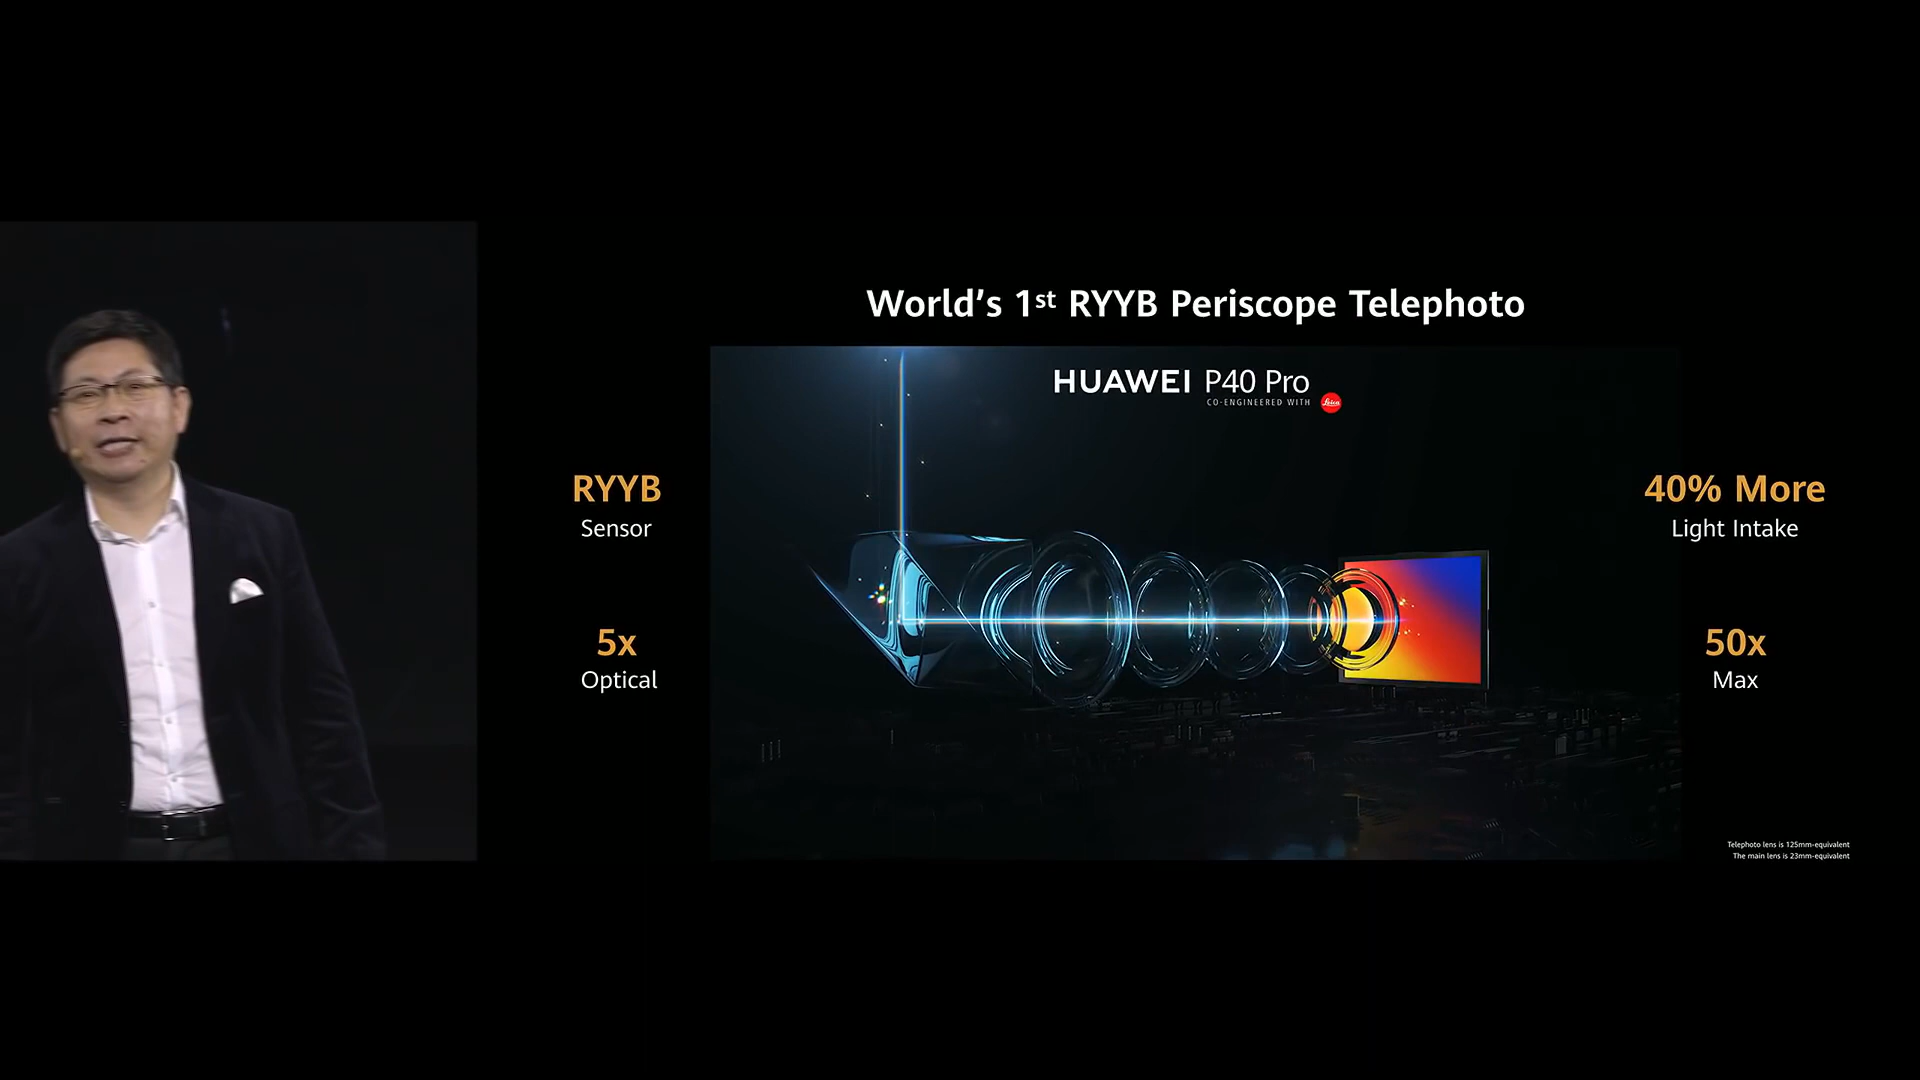 World's 1st RYYB Periscope Telephoto
HUAWEI P40 Pro
CO-ENGINEERED WITH Leica
RYYB
Sensor
40% More
Light Intake
5x
Optical
50x
Max
Telephoto lens is 125mm-equivalent
The main lens is 23mm-equivalent